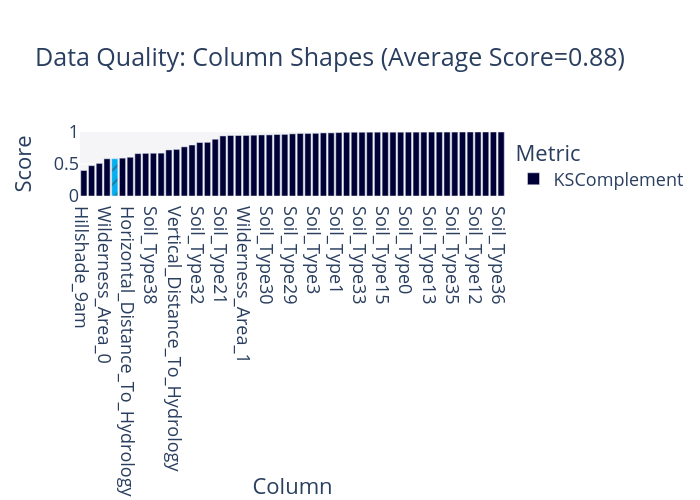 Data Quality: Column Shapes (Average Score=0.88)
Score
1
0.5
0
Metric
KSComplement
Hillshade_9am
Wilderness_Area_0
Horizontal_Distance_To_Hydrology
Soil_Type38
Vertical_Distance_To_Hydrology
Soil_Type32
Soil_Type21
Wilderness_Area_1
Soil_Type30
Soil_Type29
Soil_Type3
Soil_Type1
Soil_Type33
Soil_Type15
Soil_Type0
Soil_Type13
Soil_Type35
Soil_Type12
Soil_Type36
Column